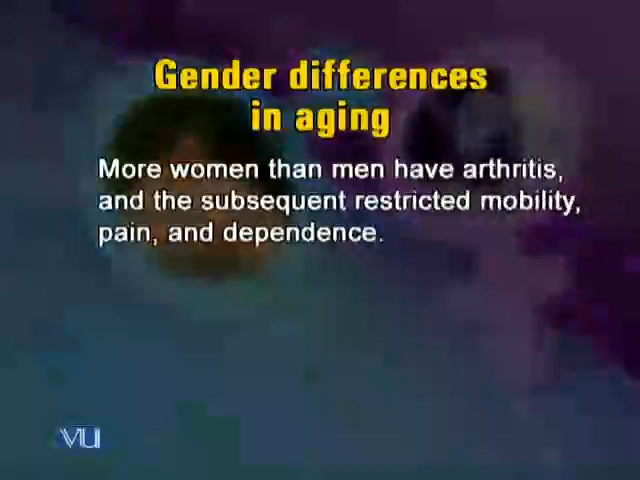 Gender differences
in aging
More women than men have arthritis,
and the subsequent restricted mobility,
pain, and dependence.
VU